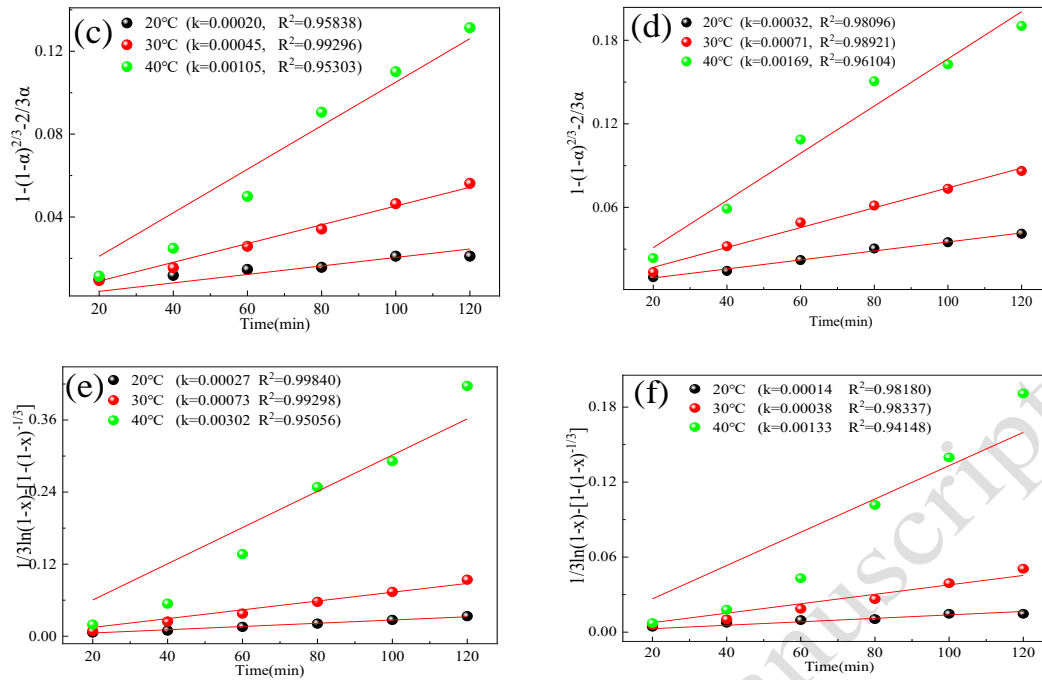 (c)
20°C (k=0.00020, R²=0.95838)
30°C (k=0.00045, R²=0.99296)
40°C (k=0.00105, R²=0.95303)
1-(1-α)^2/3-2/3α
0.12
0.08
0.04
20 40 60 80 100 120
Time(min)
(d)
20°C (k=0.00032, R²=0.98096)
30°C (k=0.00071, R²=0.98921)
40°C (k=0.00169, R²=0.96104)
1-(1-α)^2/3-2/3α
0.18
0.12
0.06
20 40 60 80 100 120
Time(min)
(e)
20°C (k=0.00027 R²=0.99840)
30°C (k=0.00073 R²=0.99298)
40°C (k=0.00302 R²=0.95056)
1/3ln(1-x)-[1-(1-x)^-1/3]
0.36
0.24
0.12
0.00
20 40 60 80 100 120
Time(min)
(f)
20°C (k=0.00014 R²=0.98180)
30°C (k=0.00038 R²=0.98337)
40°C (k=0.00133 R²=0.94148)
1/3ln(1-x)-[1-(1-x)^-1/3]
0.18
0.12
0.06
0.00
20 40 60 80 100 120
Time(min)
nuscript